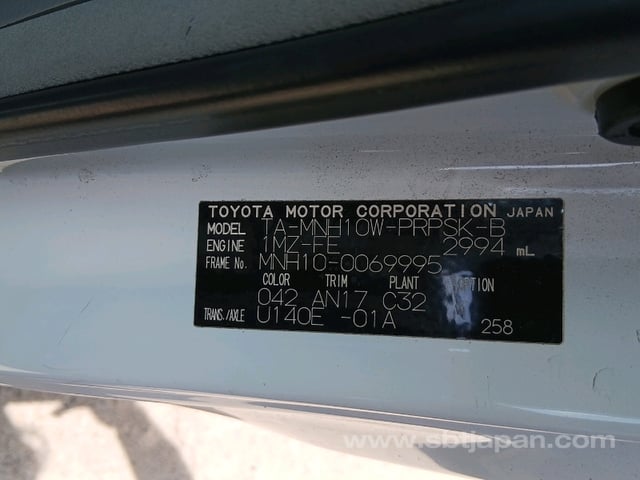 TOYOTA MOTOR CORPORATION JAPAN
MODEL TA-MNH10W-PRPSK-B
ENGINE 1MZ-FE 2994 mL
FRAME No. MNH10-0069995
COLOR TRIM PLANT OPTION
042 AN17 C32
TRANS./AXLE U140E -01A
258
www.sbtjapan.com